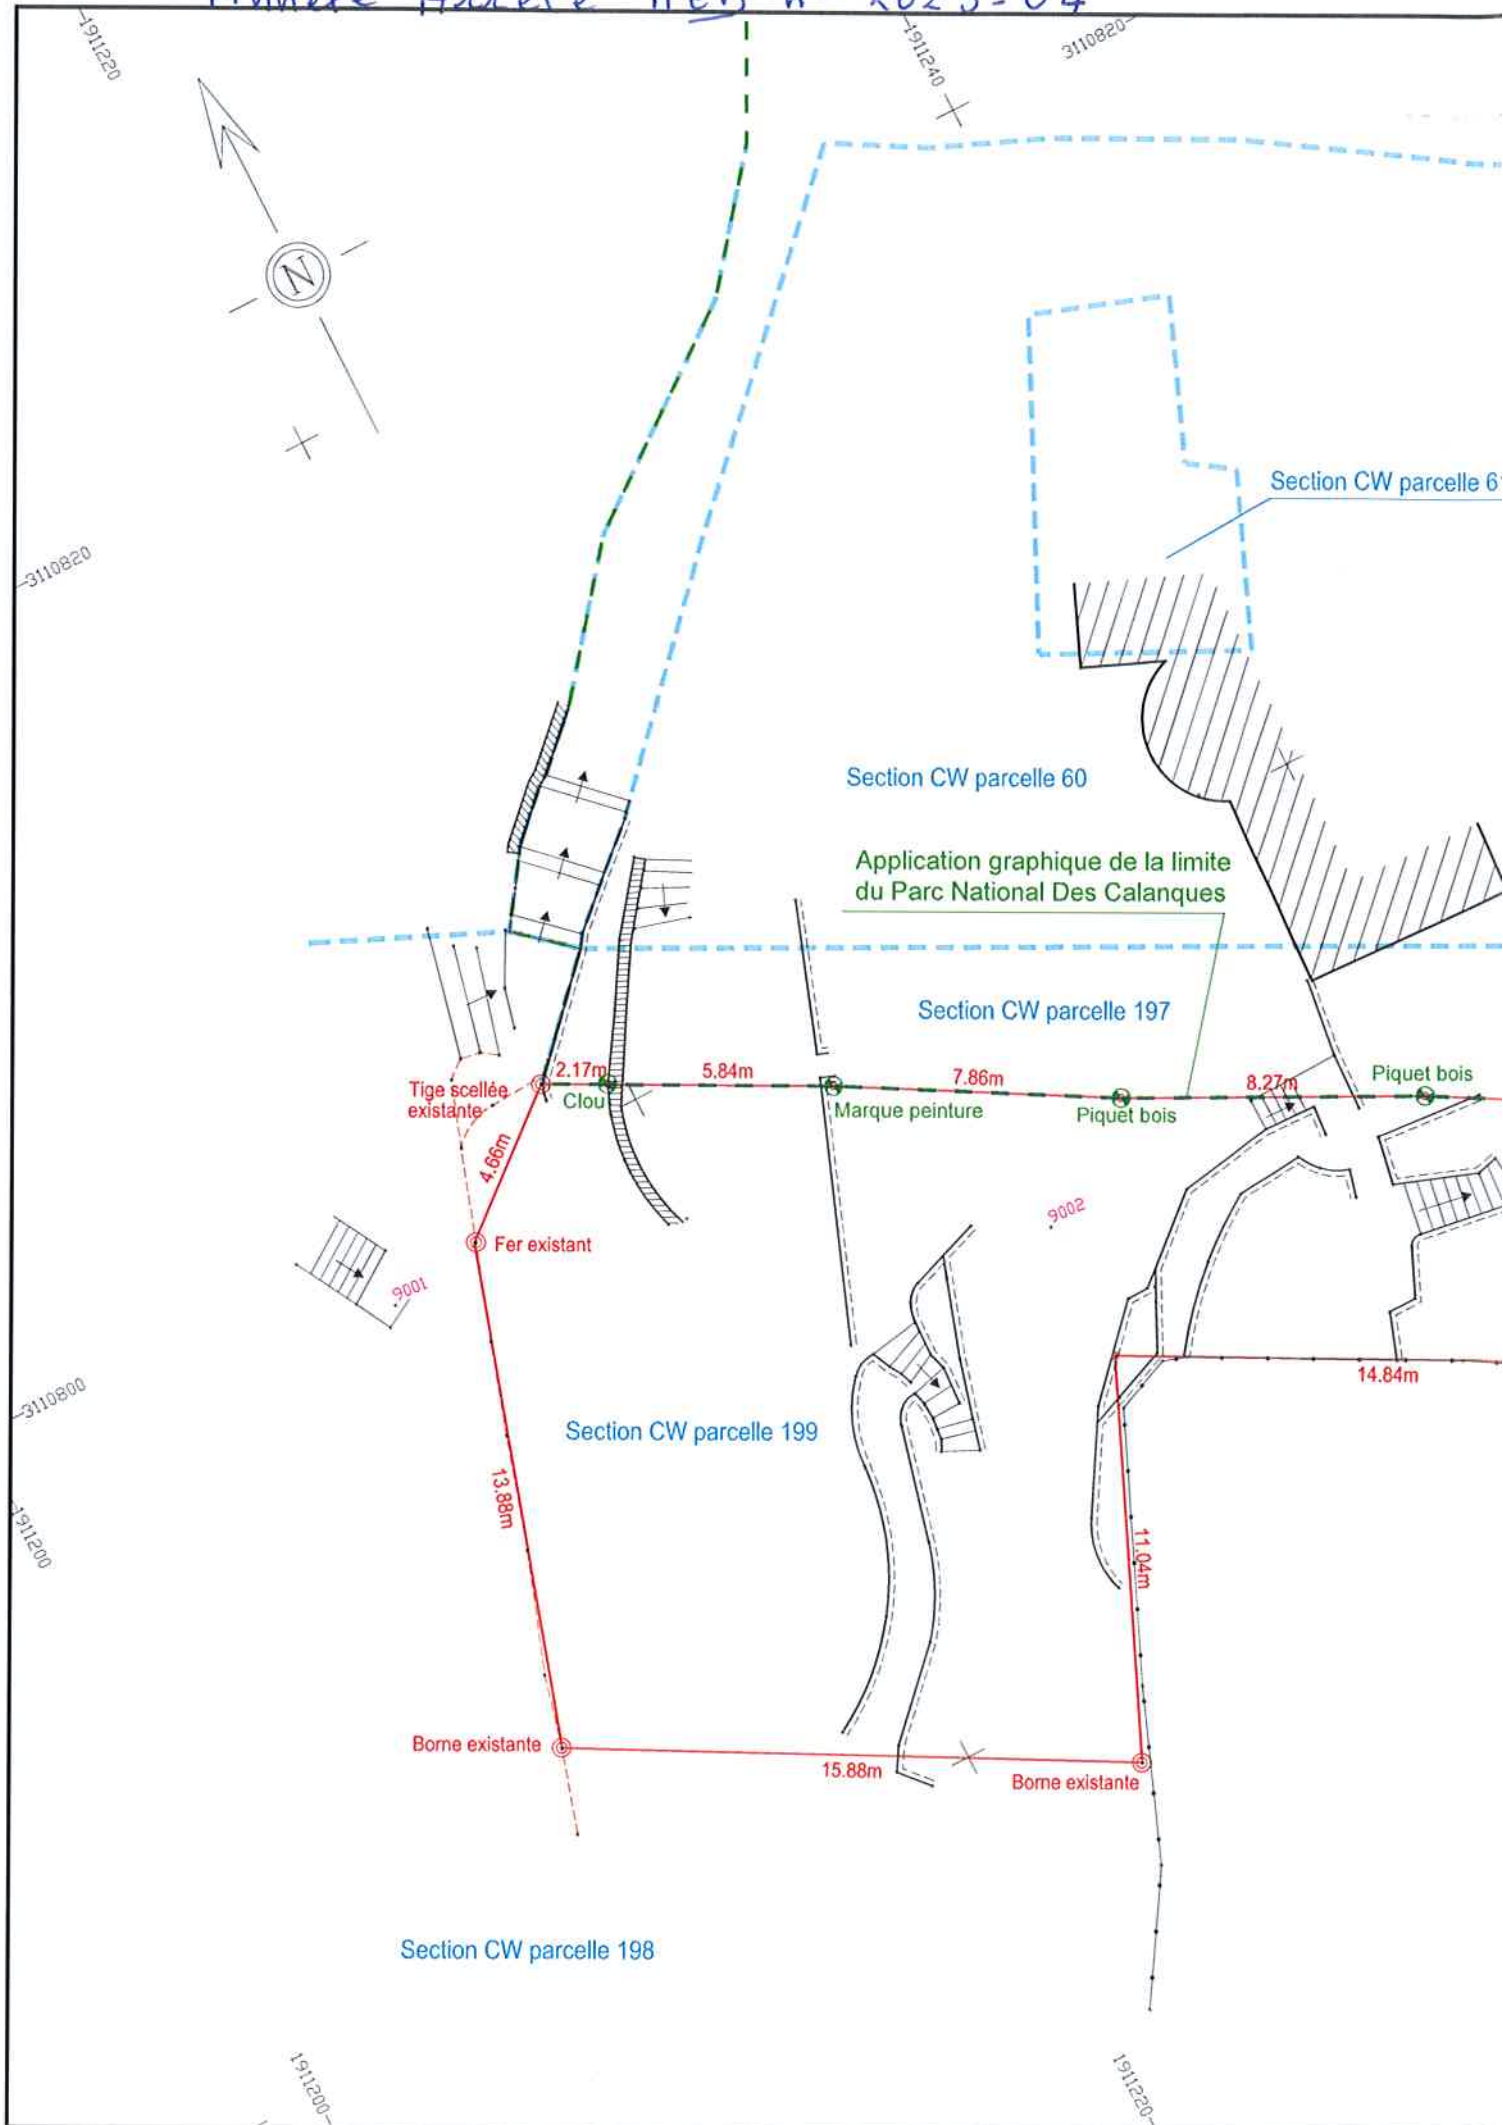 2023-04
1911220
1911240
3110820
N
Section CW parcelle 61
3110820
Section CW parcelle 60
Application graphique de la limite
du Parc National Des Calanques
Section CW parcelle 197
Tige scellée
existante
2.17m
Clou
5.84m
Marque peinture
7.86m
Piquet bois
8.27m
Piquet bois
4.66m
9002
Fer existant
9001
14.84m
3110800
Section CW parcelle 199
13.88m
11.04m
1911200
Borne existante
15.88m
Borne existante
Section CW parcelle 198
1911200
1911220